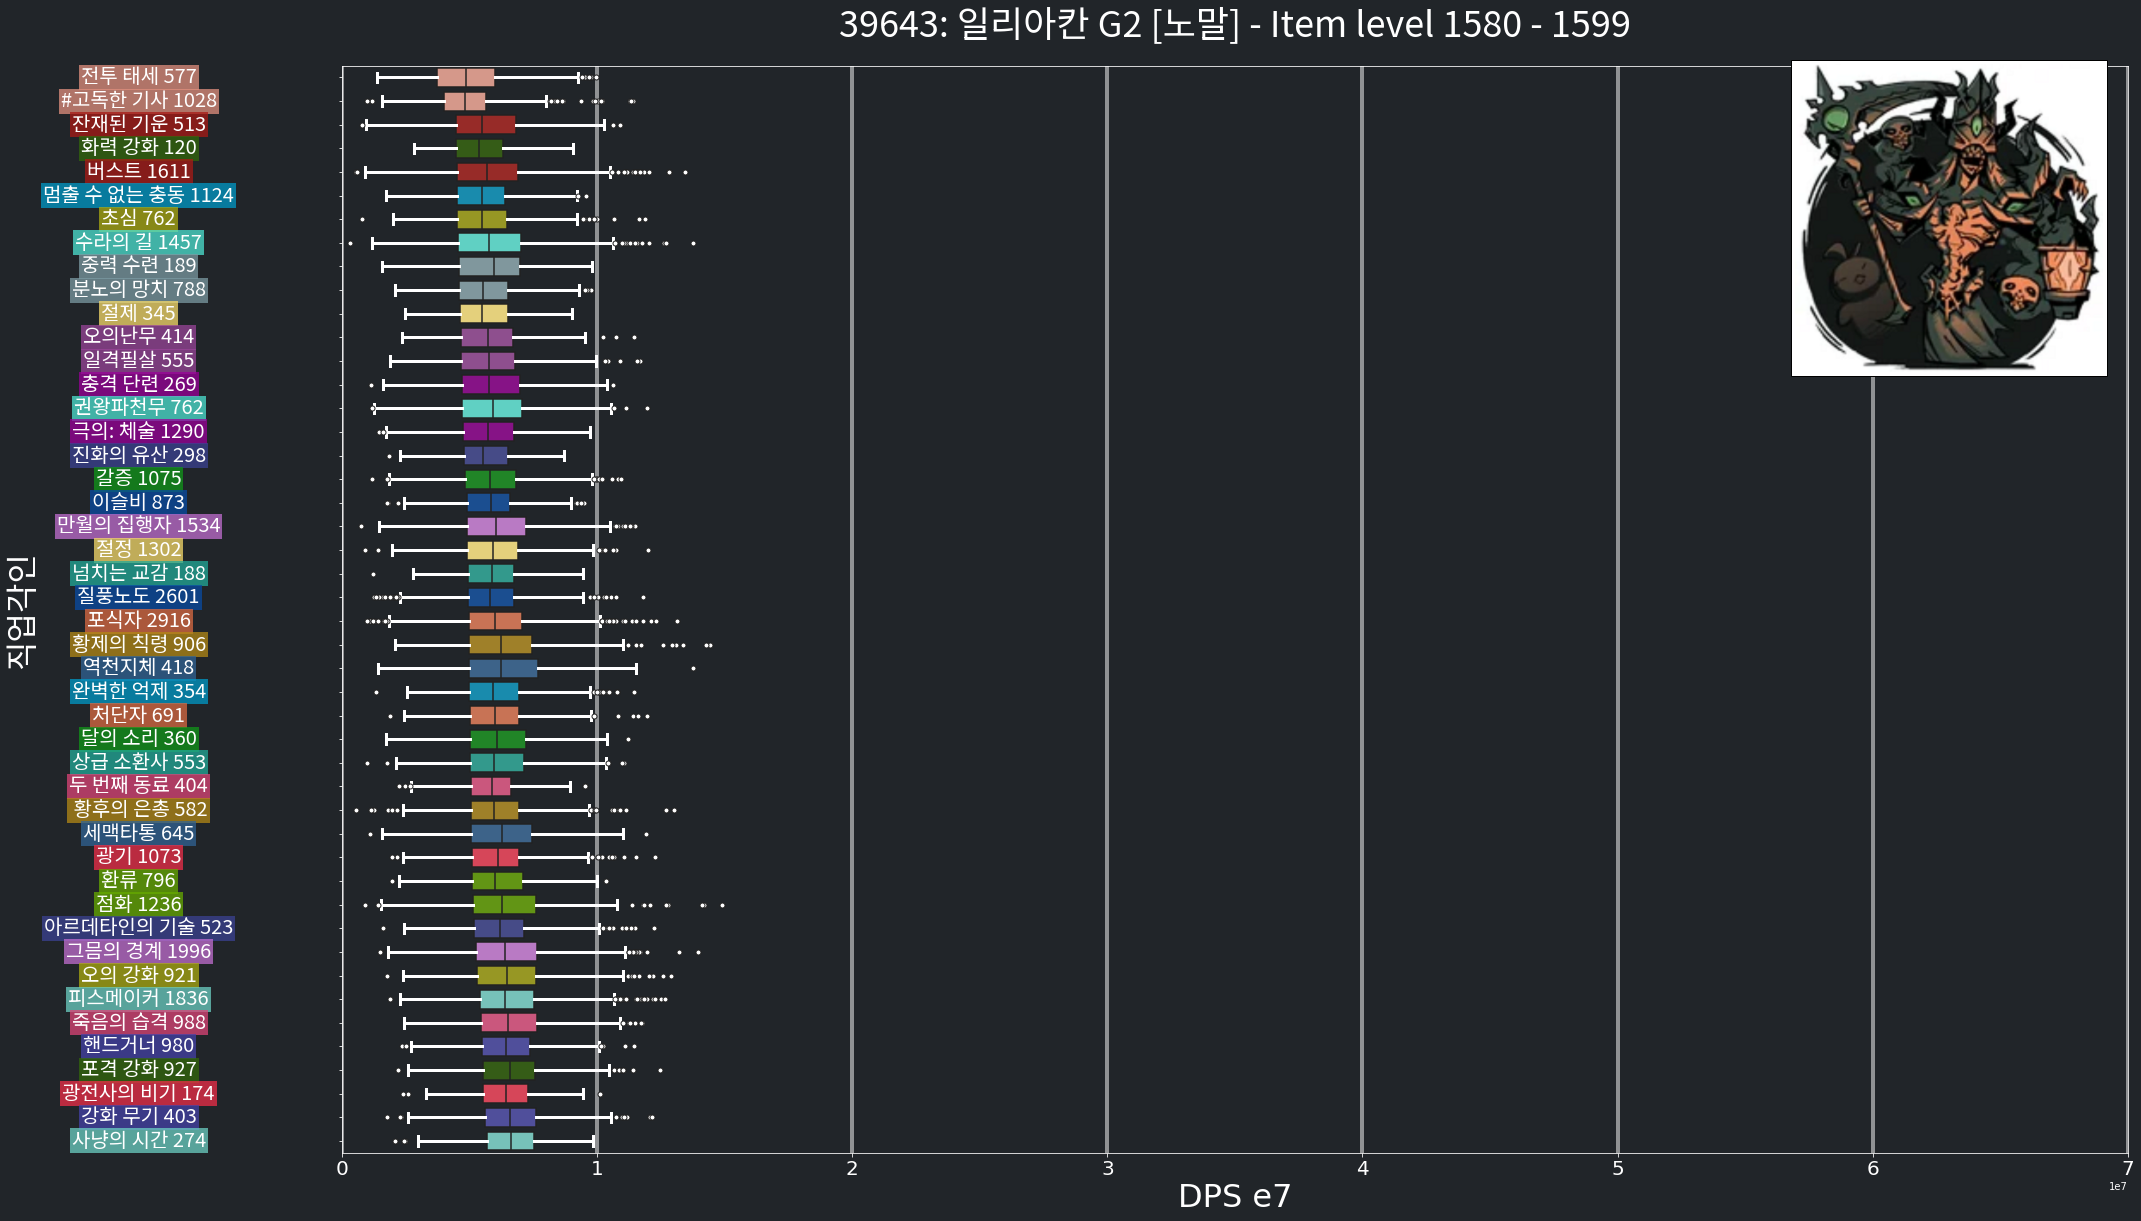 39643: 일리아칸 G2 [노말] - Item level 1580 - 1599
전투 태세 577
#고독한 기사 1028
잔재된 기운 513
화력 강화 120
버스트 1611
멈출 수 없는 충동 1124
초심 762
수라의 길 1457
중력 수련 189
분노의 망치 788
절제 345
오의난무 414
일격필살 555
충격 단련 269
권왕파천무 762
극의: 체술 1290
진화의 유산 298
갈증 1075
이슬비 873
만월의 집행자 1534
절정 1302
넘치는 교감 188
질풍노도 2601
포식자 2916
황제의 칙령 906
역천지체 418
완벽한 억제 354
처단자 691
달의 소리 360
상급 소환사 553
두 번째 동료 404
황후의 은총 582
세맥타통 645
광기 1073
환류 796
점화 1236
아르데타인의 기술 523
그믐의 경계 1996
오의 강화 921
피스메이커 1836
죽음의 습격 988
핸드거너 980
포격 강화 927
광전사의 비기 174
강화 무기 403
사냥의 시간 274
직업각인
0 1 2 3 4 5 6 7
1e7
DPS e7